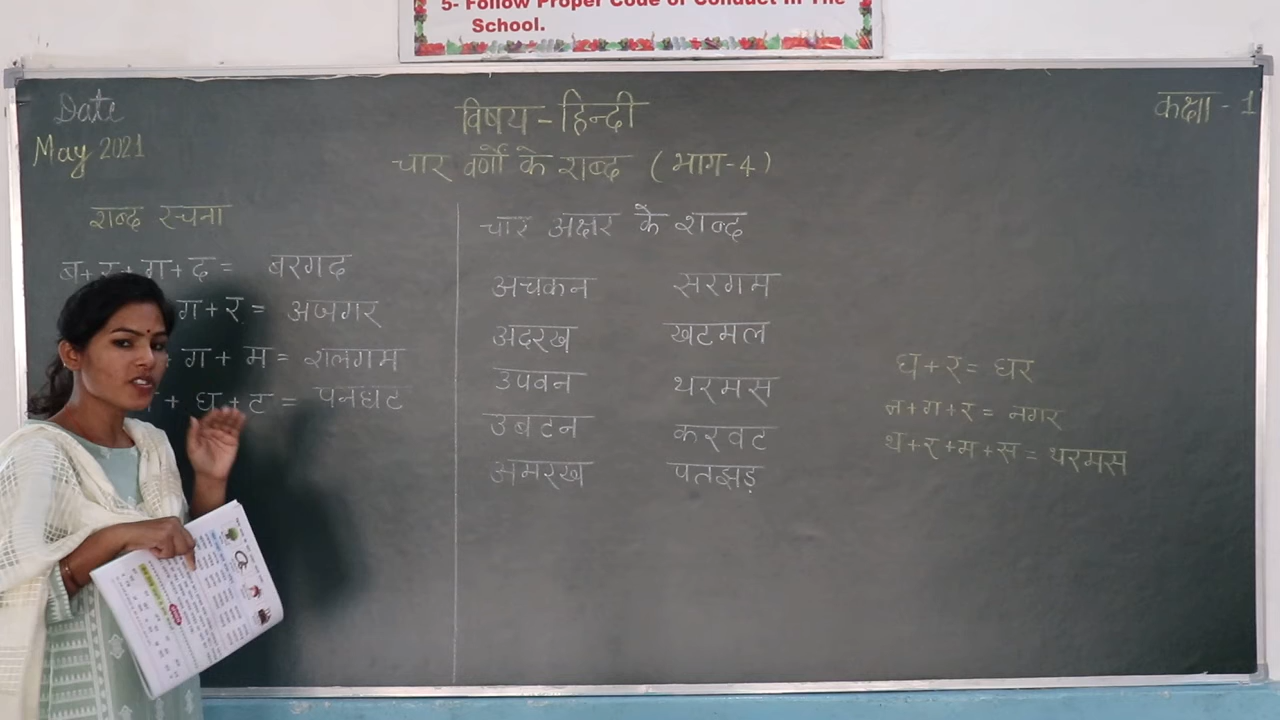 5- Follow Proper Code of Conduct in The
School.
Date
May 2021
विषय - हिन्दी
कक्षा - 1
चार वर्णों के शब्द (भाग-4)
शब्द रचना
ब+र+ग+द = बरगद
ग+र = अजगर
+ ग + म = शलगम
+ घ+ट = पनघट
चार अक्षर के शब्द
अचकन सरगम
अदरख खटमल
उपवन थरमस
उबटन करवट
अमरख पतझड़
घ+र = घर
न+ग+र = नगर
थ+र+म+स = थरमस